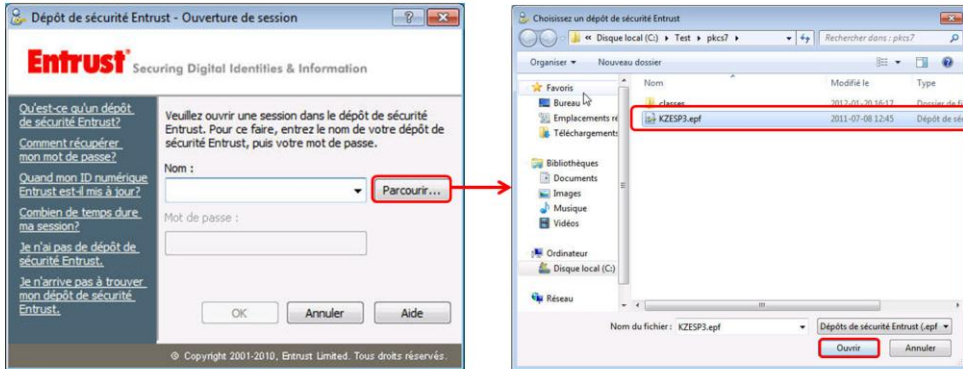 Dépôt de sécurité Entrust - Ouverture de session
Entrust
Securing Digital Identities & Information
Qu'est-ce qu'un dépôt
de sécurité Entrust?
Comment récupérer
mon mot de passe?
Quand mon ID numérique
Entrust est-il mis à jour?
Combien de temps dure
ma session?
Je n'ai pas de dépôt de
sécurité Entrust.
Je n'arrive pas à trouver
mon dépôt de sécurité
Entrust.
Veuillez ouvrir une session dans le dépôt de sécurité
Entrust. Pour ce faire, entrez le nom de votre dépôt de
sécurité Entrust, puis votre mot de passe.
Nom :
Parcourir...
Mot de passe :
OK
Annuler
Aide
© Copyright 2001-2010, Entrust Limited. Tous droits réservés.
Choisissez un dépôt de sécurité Entrust
« Disque local (C:) ▸ Test ▸ pkcs7 ▸
Rechercher dans : pkcs7
Organiser ▾ Nouveau dossier
Favoris
Bureau
Emplacements ré
Téléchargements
Bibliothèques
Documents
Images
Musique
Vidéos
Ordinateur
Disque local (C:)
Réseau
Nom Modifié le Type
classes 2012-01-20 16:17 Dossier de fi
KZESP3.epf 2011-07-08 12:45 Dépôt de séc
Nom du fichier : KZESP3.epf
Dépôts de sécurité Entrust (.epf
Ouvrir
Annuler